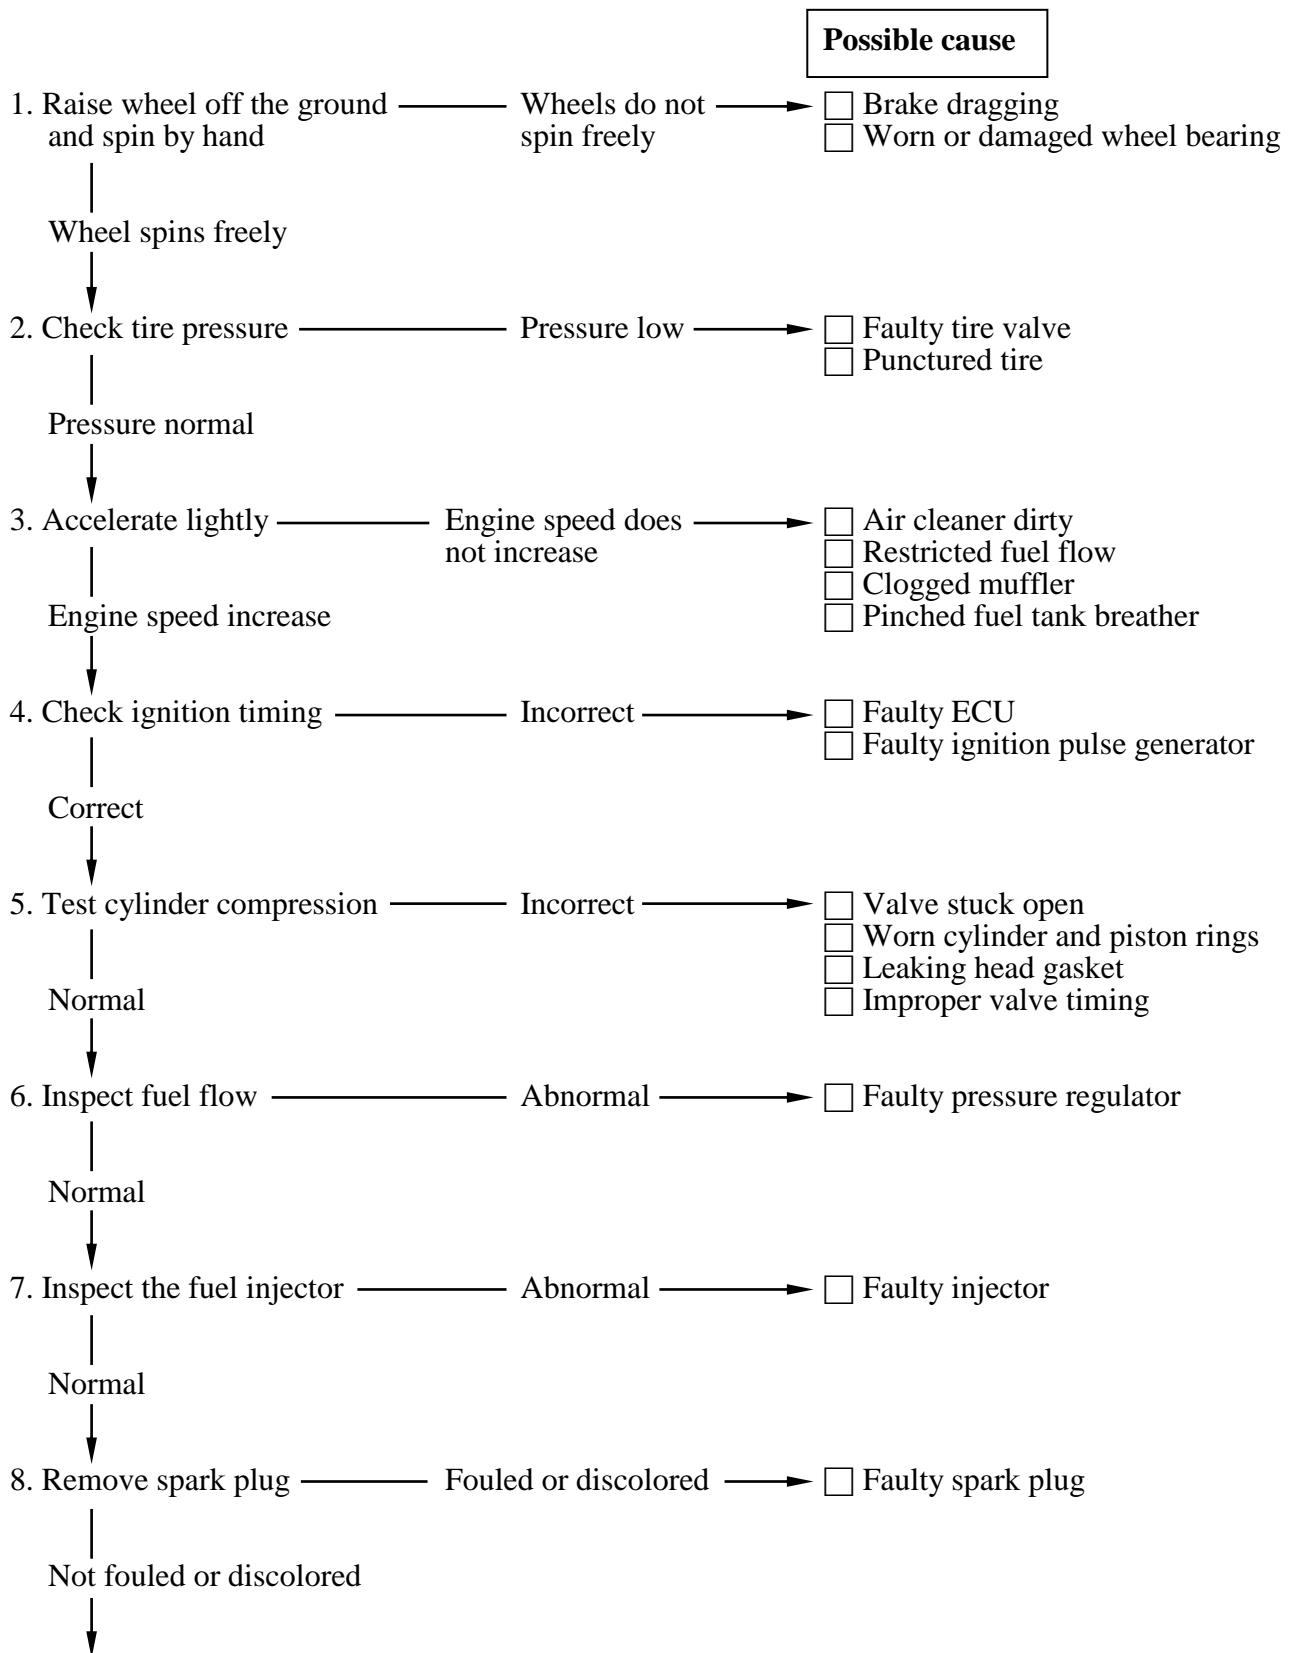 Possible cause
1. Raise wheel off the ground Wheels do not Brake dragging
and spin by hand spin freely Worn or damaged wheel bearing
Wheel spins freely
2. Check tire pressure Pressure low Faulty tire valve
Punctured tire
Pressure normal
3. Accelerate lightly Engine speed does Air cleaner dirty
not increase Restricted fuel flow
Clogged muffler
Engine speed increase Pinched fuel tank breather
4. Check ignition timing Incorrect Faulty ECU
Faulty ignition pulse generator
Correct
5. Test cylinder compression Incorrect Valve stuck open
Worn cylinder and piston rings
Leaking head gasket
Normal Improper valve timing
6. Inspect fuel flow Abnormal Faulty pressure regulator
Normal
7. Inspect the fuel injector Abnormal Faulty injector
Normal
8. Remove spark plug Fouled or discolored Faulty spark plug
Not fouled or discolored